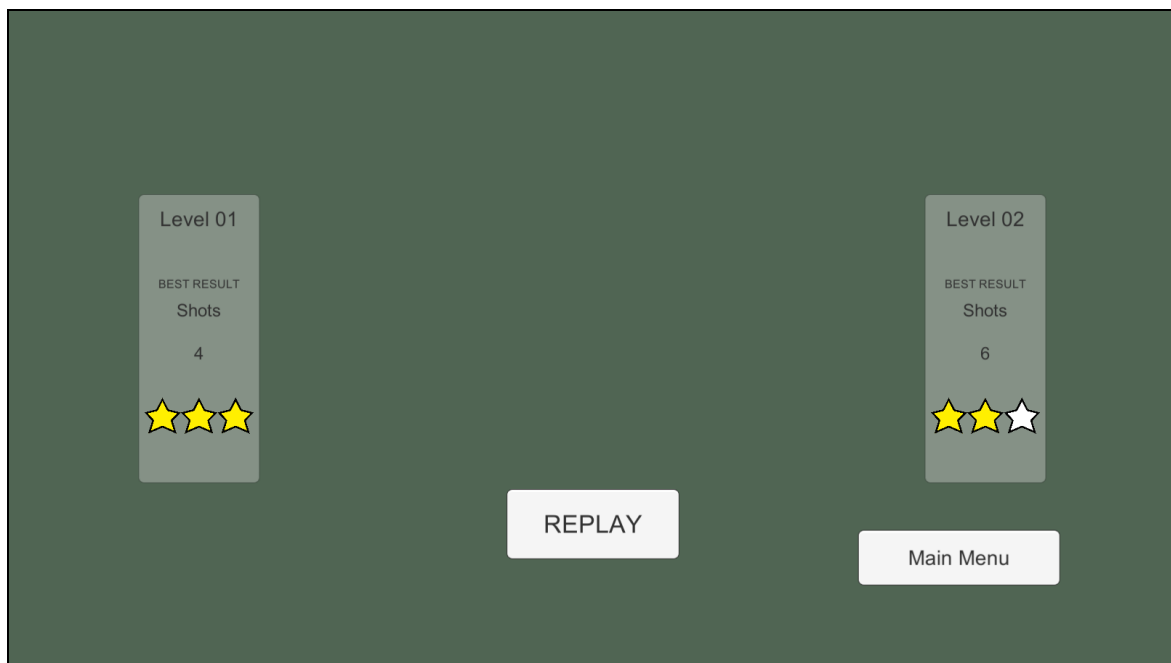 Level 01
BEST RESULT
Shots
4
Level 02
BEST RESULT
Shots
6
REPLAY
Main Menu